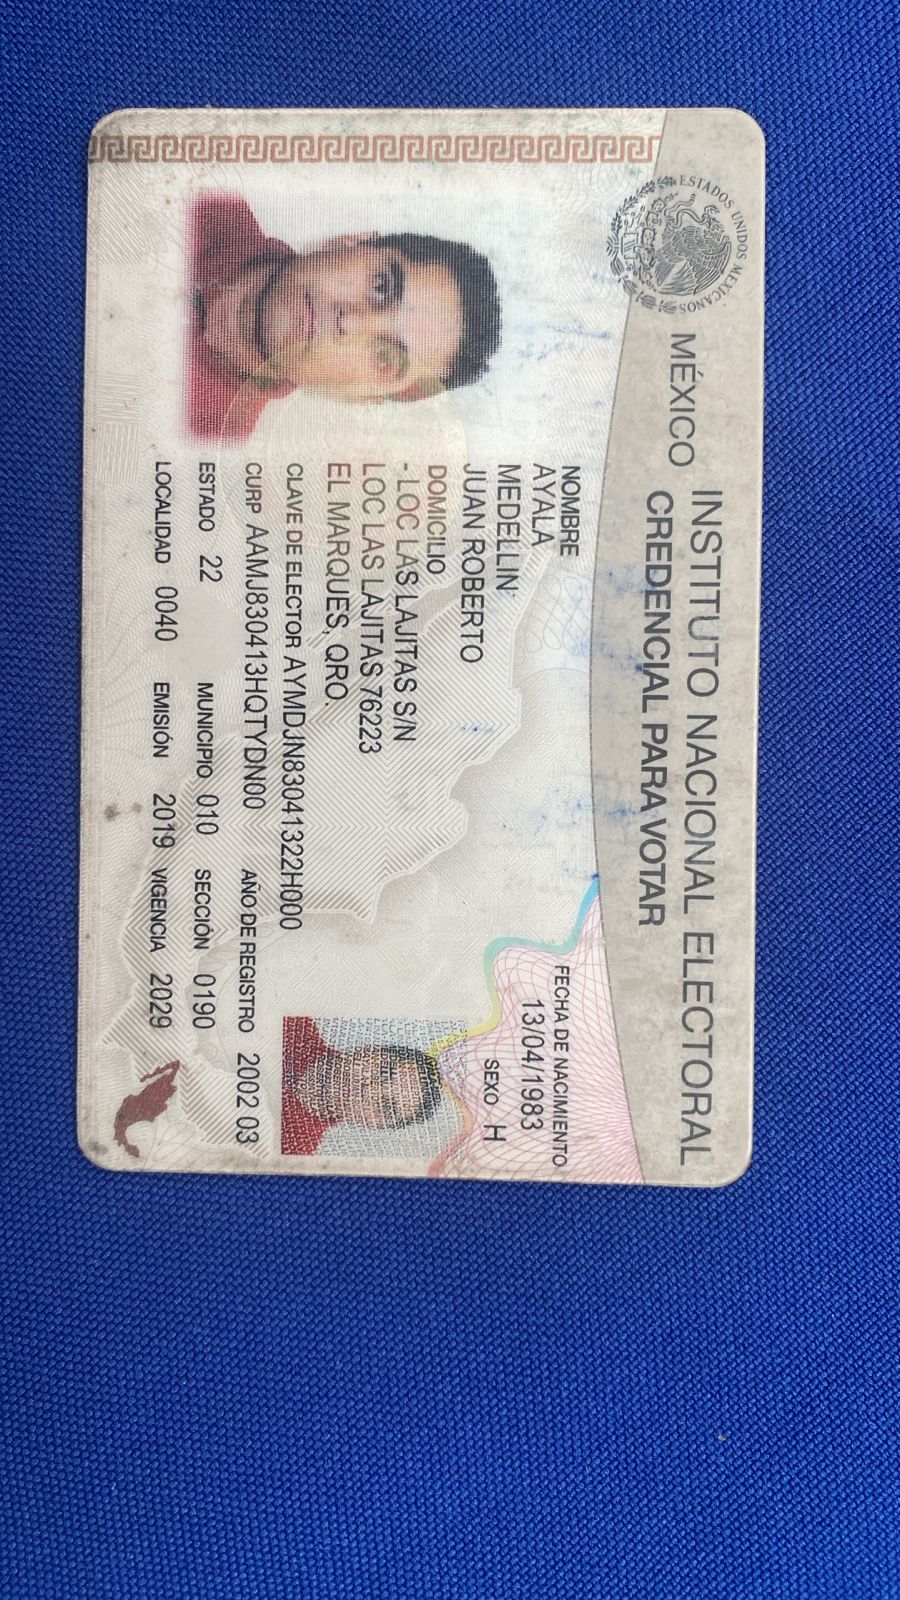 ESTADOS UNIDOS MEXICANOS
MÉXICO INSTITUTO NACIONAL ELECTORAL
CREDENCIAL PARA VOTAR
NOMBRE
AYALA
MEDELLIN
JUAN ROBERTO
FECHA DE NACIMIENTO
13/04/1983
SEXO H
DOMICILIO
- LOC LAS LAJITAS S/N
LOC LAS LAJITAS 76223
EL MARQUES, QRO.
CLAVE DE ELECTOR AYMDJN83041322H000
CURP AAMJ830413HQTYDN00 AÑO DE REGISTRO 2002 03
ESTADO 22 MUNICIPIO 010 SECCIÓN 0190
LOCALIDAD 0040 EMISIÓN 2019 VIGENCIA 2029